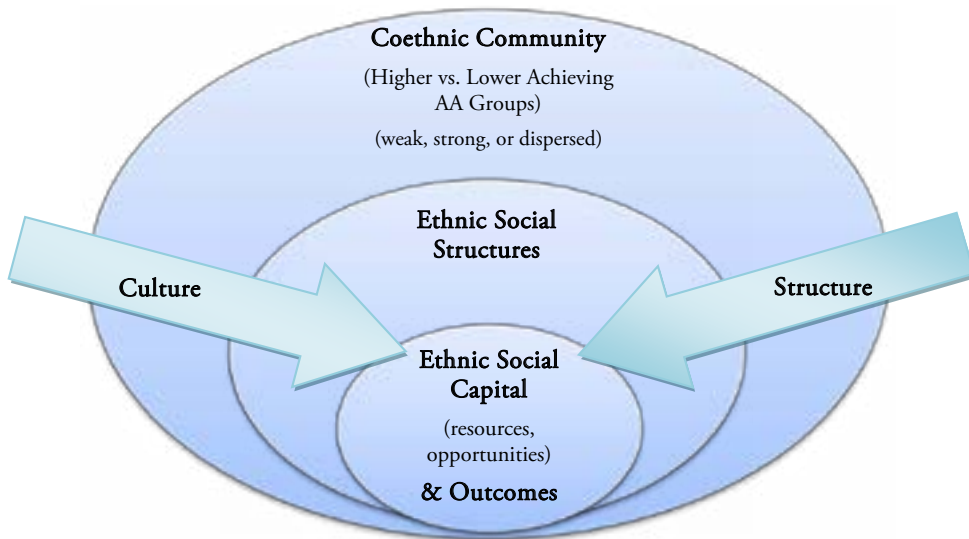 Coethnic Community
(Higher vs. Lower Achieving
AA Groups)
(weak, strong, or dispersed)
Ethnic Social
Structures
Culture
Structure
Ethnic Social
Capital
(resources,
opportunities)
& Outcomes